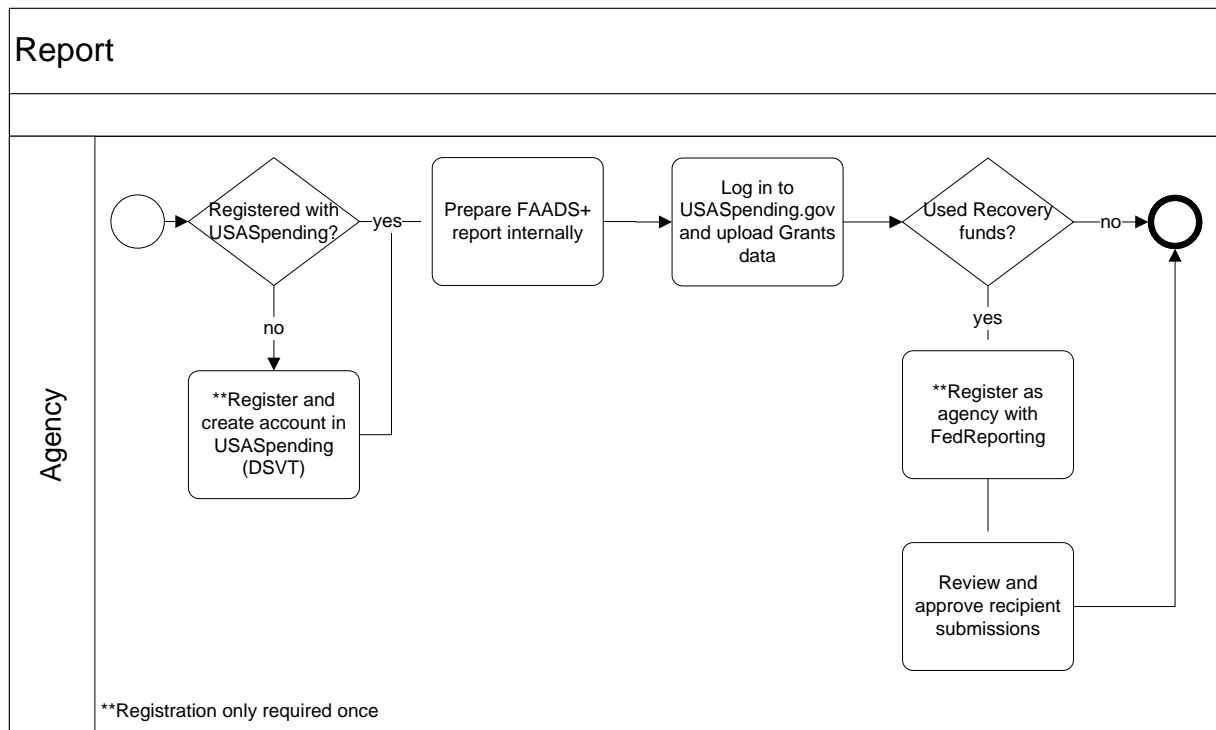 Report
Agency
Registered with
USASpending?
yes
no
**Register and
create account in
USASpending
(DSVT)
Prepare FAADS+
report internally
Log in to
USASpending.gov
and upload Grants
data
Used Recovery
funds?
no
yes
**Register as
agency with
FedReporting
Review and
approve recipient
submissions
**Registration only required once